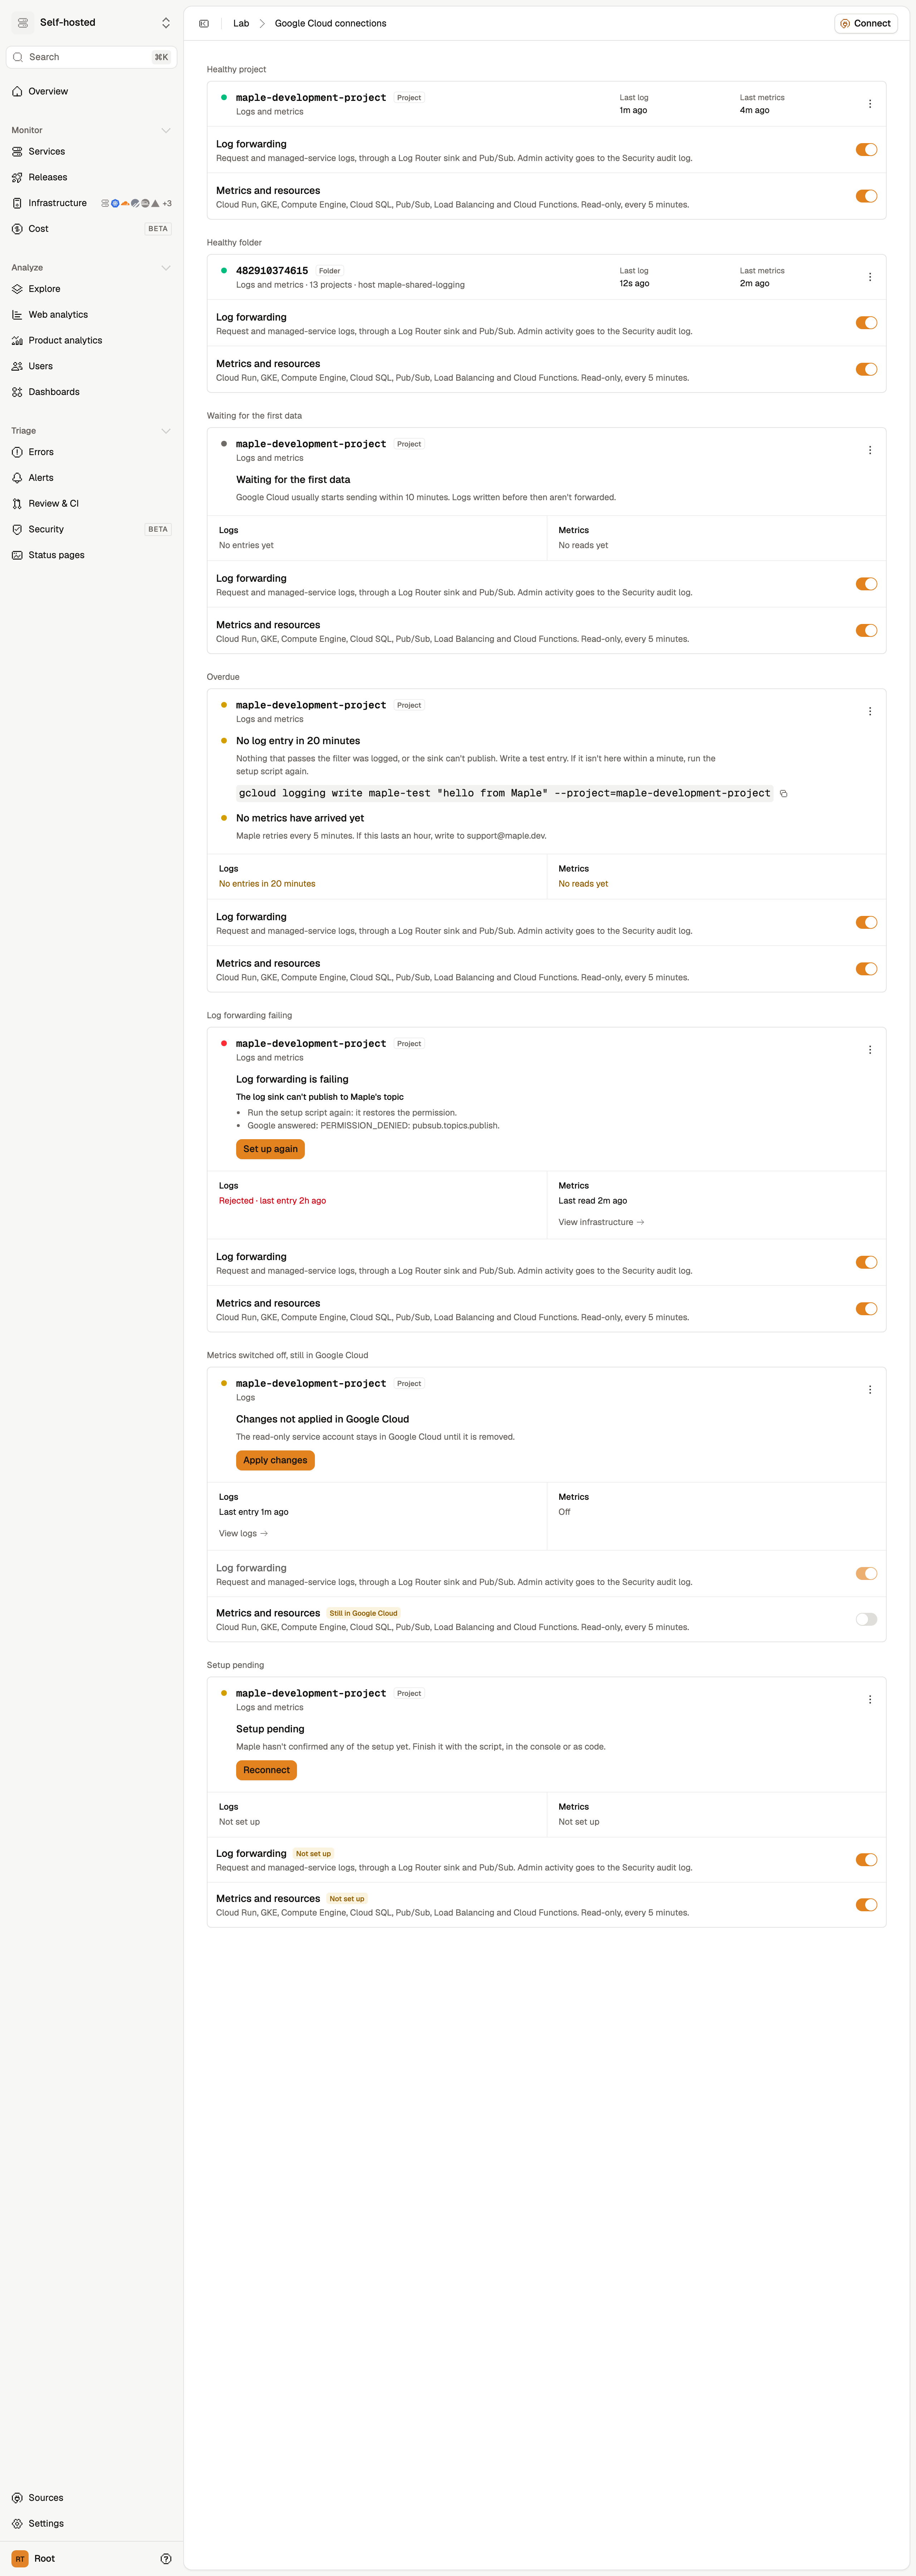 Self-hosted
Search ⌘K
Overview
Monitor
Services
Releases
Infrastructure +3
Cost BETA
Analyze
Explore
Web analytics
Product analytics
Users
Dashboards
Triage
Errors
Alerts
Review & CI
Security BETA
Status pages
Sources
Settings
RT Root
Lab Google Cloud connections
Connect
Healthy project
maple-development-project Project
Logs and metrics
Last log
1m ago
Last metrics
4m ago
Log forwarding
Request and managed-service logs, through a Log Router sink and Pub/Sub. Admin activity goes to the Security audit log.
Metrics and resources
Cloud Run, GKE, Compute Engine, Cloud SQL, Pub/Sub, Load Balancing and Cloud Functions. Read-only, every 5 minutes.
Healthy folder
482910374615 Folder
Logs and metrics · 13 projects · host maple-shared-logging
Last log
12s ago
Last metrics
2m ago
Log forwarding
Request and managed-service logs, through a Log Router sink and Pub/Sub. Admin activity goes to the Security audit log.
Metrics and resources
Cloud Run, GKE, Compute Engine, Cloud SQL, Pub/Sub, Load Balancing and Cloud Functions. Read-only, every 5 minutes.
Waiting for the first data
maple-development-project Project
Logs and metrics
Waiting for the first data
Google Cloud usually starts sending within 10 minutes. Logs written before then aren't forwarded.
Logs
No entries yet
Metrics
No reads yet
Log forwarding
Request and managed-service logs, through a Log Router sink and Pub/Sub. Admin activity goes to the Security audit log.
Metrics and resources
Cloud Run, GKE, Compute Engine, Cloud SQL, Pub/Sub, Load Balancing and Cloud Functions. Read-only, every 5 minutes.
Overdue
maple-development-project Project
Logs and metrics
No log entry in 20 minutes
Nothing that passes the filter was logged, or the sink can't publish. Write a test entry. If it isn't here within a minute, run the
setup script again.
gcloud logging write maple-test "hello from Maple" --project=maple-development-project
No metrics have arrived yet
Maple retries every 5 minutes. If this lasts an hour, write to support@maple.dev.
Logs
No entries in 20 minutes
Metrics
No reads yet
Log forwarding
Request and managed-service logs, through a Log Router sink and Pub/Sub. Admin activity goes to the Security audit log.
Metrics and resources
Cloud Run, GKE, Compute Engine, Cloud SQL, Pub/Sub, Load Balancing and Cloud Functions. Read-only, every 5 minutes.
Log forwarding failing
maple-development-project Project
Logs and metrics
Log forwarding is failing
The log sink can't publish to Maple's topic
• Run the setup script again: it restores the permission.
• Google answered: PERMISSION_DENIED: pubsub.topics.publish.
Set up again
Logs
Rejected · last entry 2h ago
Metrics
Last read 2m ago
View infrastructure →
Log forwarding
Request and managed-service logs, through a Log Router sink and Pub/Sub. Admin activity goes to the Security audit log.
Metrics and resources
Cloud Run, GKE, Compute Engine, Cloud SQL, Pub/Sub, Load Balancing and Cloud Functions. Read-only, every 5 minutes.
Metrics switched off, still in Google Cloud
maple-development-project Project
Logs
Changes not applied in Google Cloud
The read-only service account stays in Google Cloud until it is removed.
Apply changes
Logs
Last entry 1m ago
View logs →
Metrics
Off
Log forwarding
Request and managed-service logs, through a Log Router sink and Pub/Sub. Admin activity goes to the Security audit log.
Metrics and resources Still in Google Cloud
Cloud Run, GKE, Compute Engine, Cloud SQL, Pub/Sub, Load Balancing and Cloud Functions. Read-only, every 5 minutes.
Setup pending
maple-development-project Project
Logs and metrics
Setup pending
Maple hasn't confirmed any of the setup yet. Finish it with the script, in the console or as code.
Reconnect
Logs
Not set up
Metrics
Not set up
Log forwarding Not set up
Request and managed-service logs, through a Log Router sink and Pub/Sub. Admin activity goes to the Security audit log.
Metrics and resources Not set up
Cloud Run, GKE, Compute Engine, Cloud SQL, Pub/Sub, Load Balancing and Cloud Functions. Read-only, every 5 minutes.